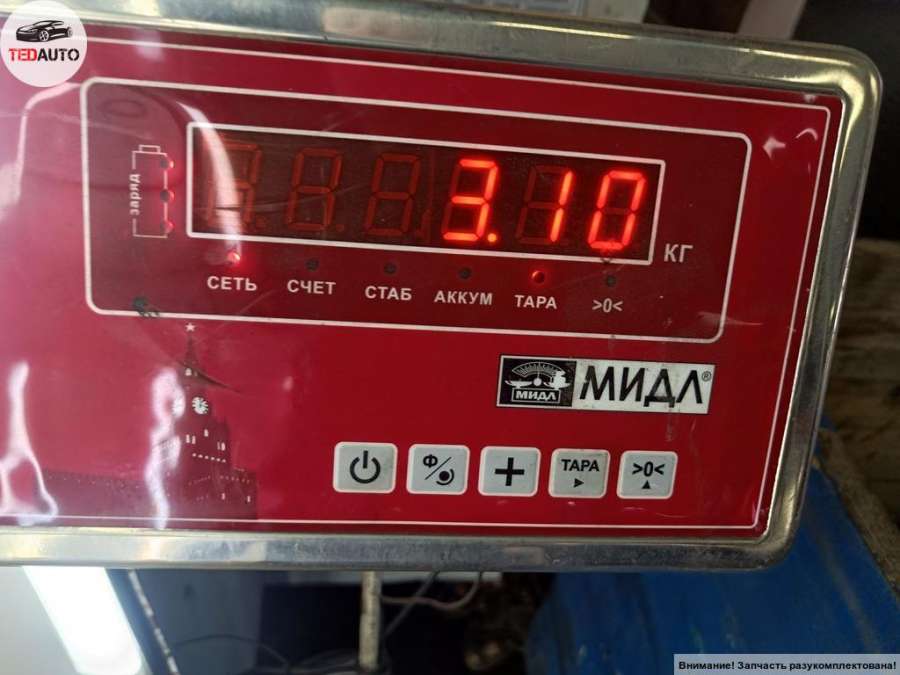 TEDAUTO
заряд
3.10
КГ
СЕТЬ СЧЕТ СТАБ АККУМ ТАРА >0<
МИДЛ МИДЛ®
Ф ТАРА >0<
Внимание! Запчасть разукомплектована!